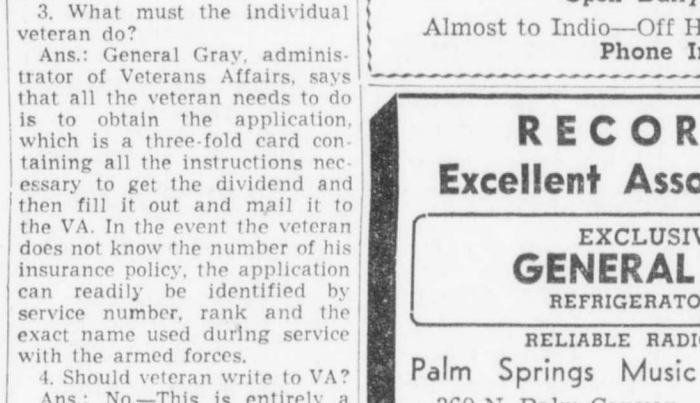 3. What must the individual
veteran do?
Ans.: General Gray, adminis-
trator of Veterans Affairs, says
that all the veteran needs to do
is to obtain the application,
which is a three-fold card con-
taining all the instructions nec-
essary to get the dividend and
then fill it out and mail it to
the VA. In the event the veteran
does not know the number of his
insurance policy, the application
can readily be identified by
service number, rank and the
exact name used during service
with the armed forces.
4. Should veteran write to VA?
Ans.: No.—This is entirely a
Almost to Indio—Off H
Phone I
RECOR
Excellent Asso
EXCLUSIV
GENERAL
REFRIGERATO
RELIABLE RADI
Palm Springs Music